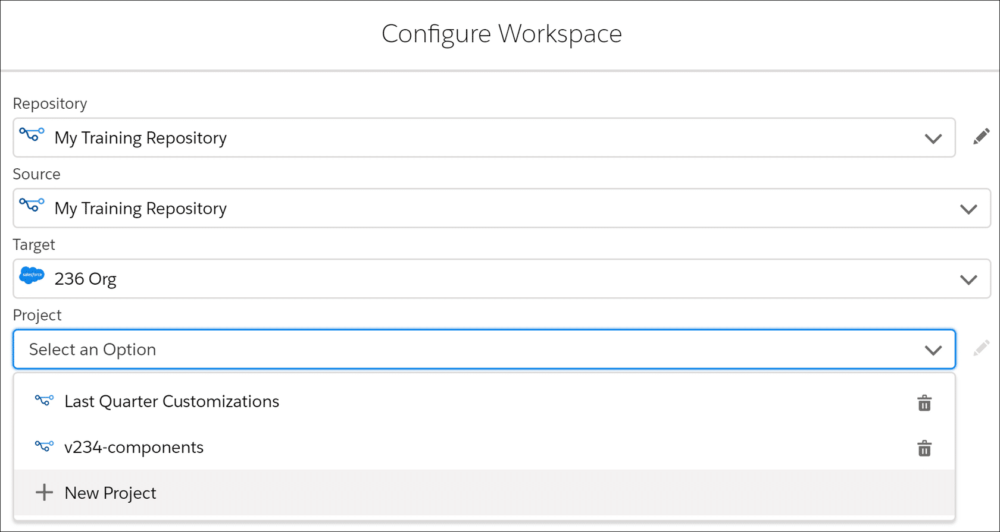 Configure Workspace
Repository
My Training Repository
Source
My Training Repository
Target
salesforce
236 Org
Project
Select an Option
Last Quarter Customizations
v234-components
New Project